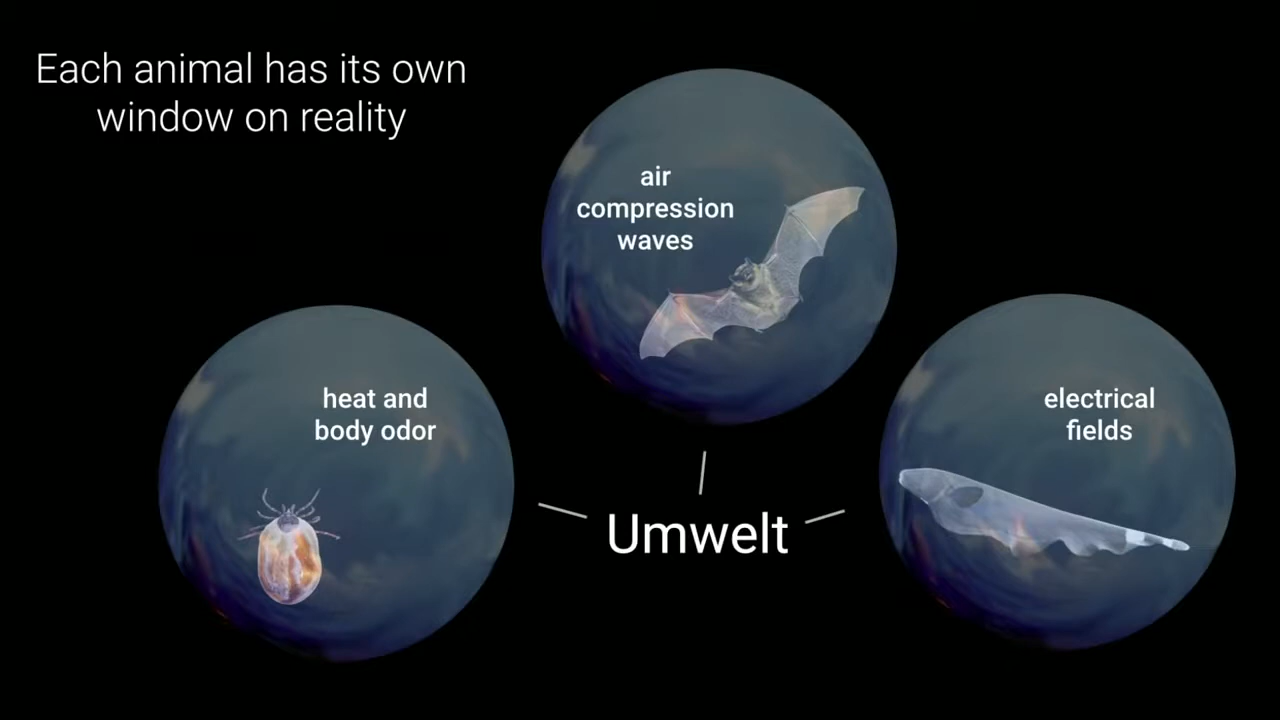 Each animal has its own
window on reality
air
compression
waves
heat and
body odor
electrical
fields
Umwelt